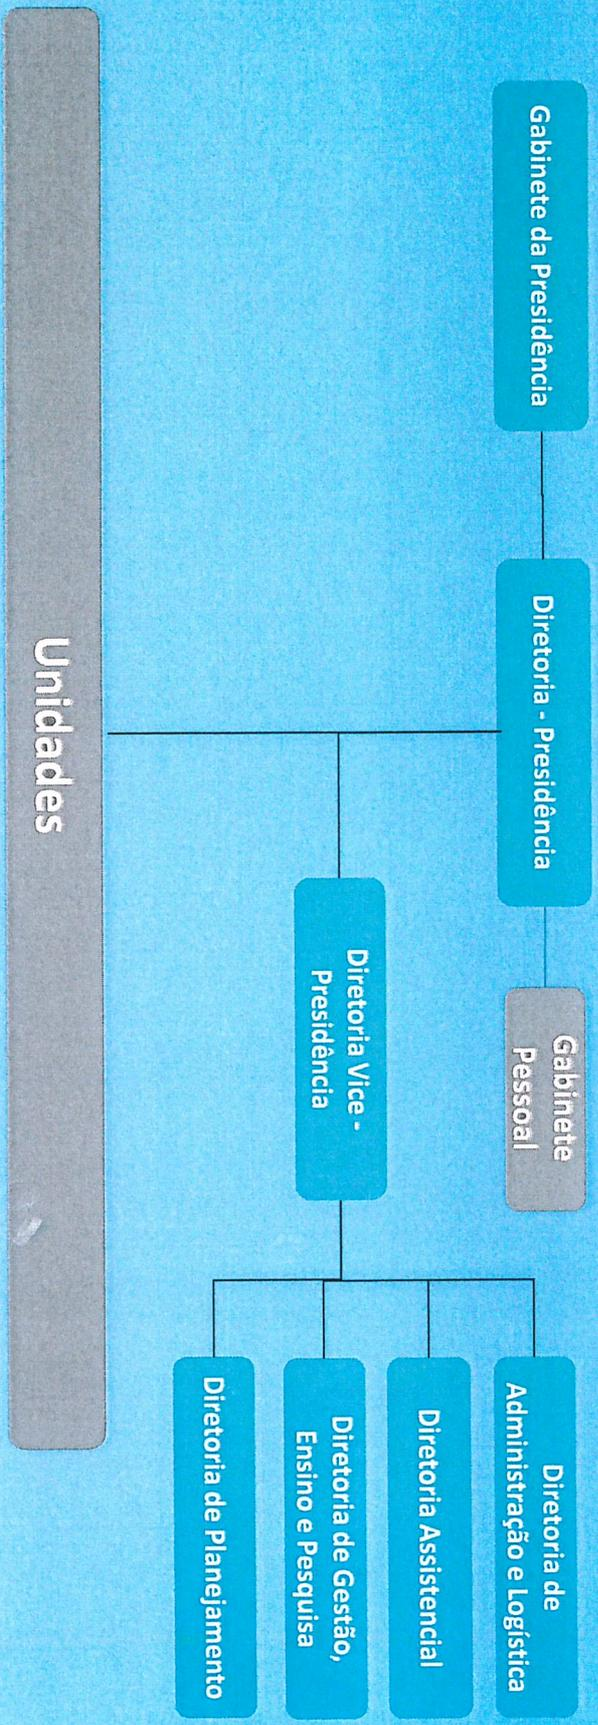 Gabinete da Presidência
Diretoria - Presidência
Gabinete
Pessoal
Diretoria Vice -
Presidência
Diretoria de
Administração e Logística
Diretoria Assistencial
Diretoria de Gestão,
Ensino e Pesquisa
Diretoria de Planejamento
Unidades